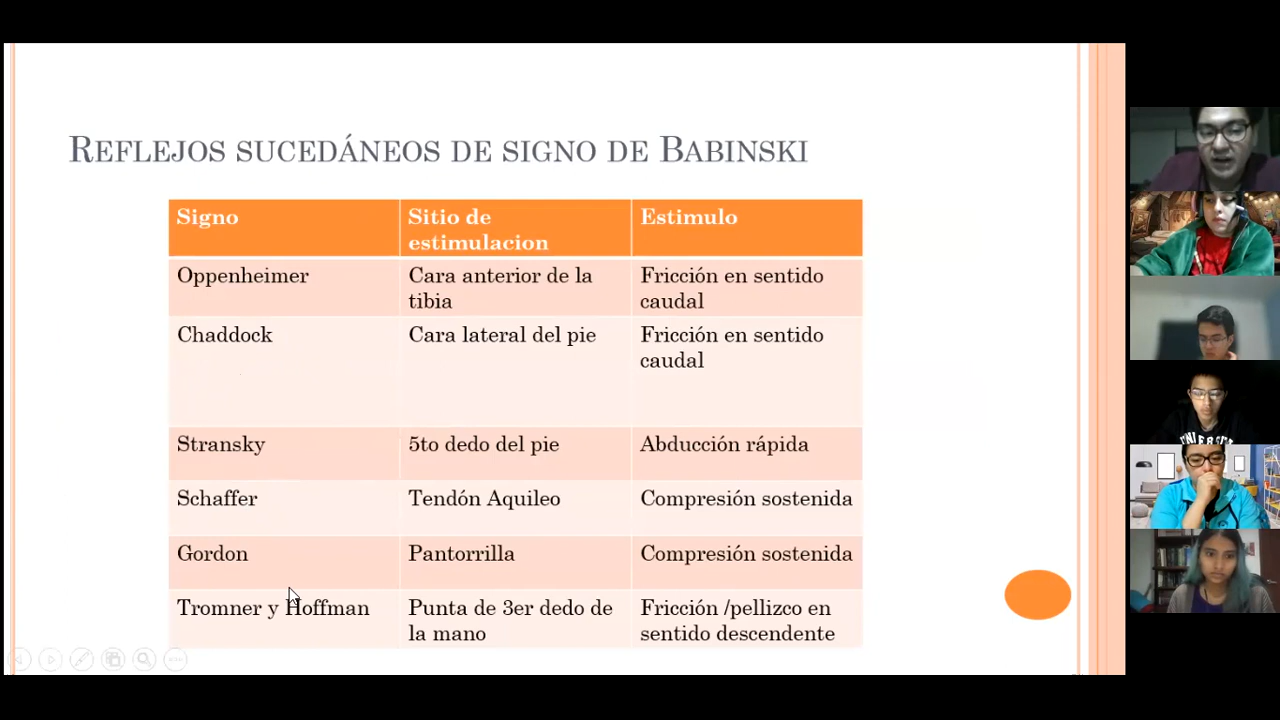 REFLEJOS SUCEDÁNEOS DE SIGNO DE BABINSKI
Signo
Sitio de
estimulacion
Estimulo
Oppenheimer
Cara anterior de la
tibia
Fricción en sentido
caudal
Chaddock
Cara lateral del pie
Fricción en sentido
caudal
Stransky
5to dedo del pie
Abducción rápida
Schaffer
Tendón Aquileo
Compresión sostenida
Gordon
Pantorrilla
Compresión sostenida
Tromner y Hoffman
Punta de 3er dedo de
la mano
Fricción /pellizco en
sentido descendente